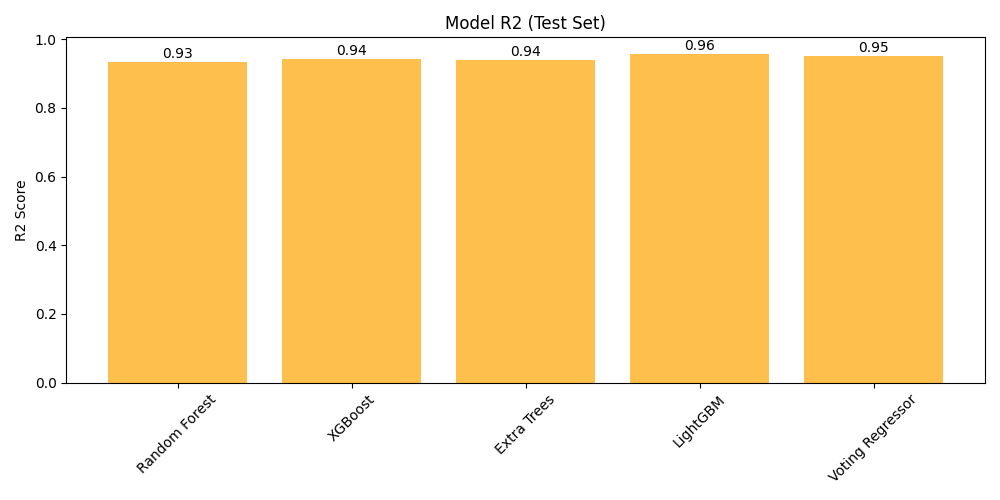 Model R2 (Test Set)
R2 Score
1.0
0.8
0.6
0.4
0.2
0.0
0.93
0.94
0.94
0.96
0.95
Random Forest
XGBoost
Extra Trees
LightGBM
Voting Regressor